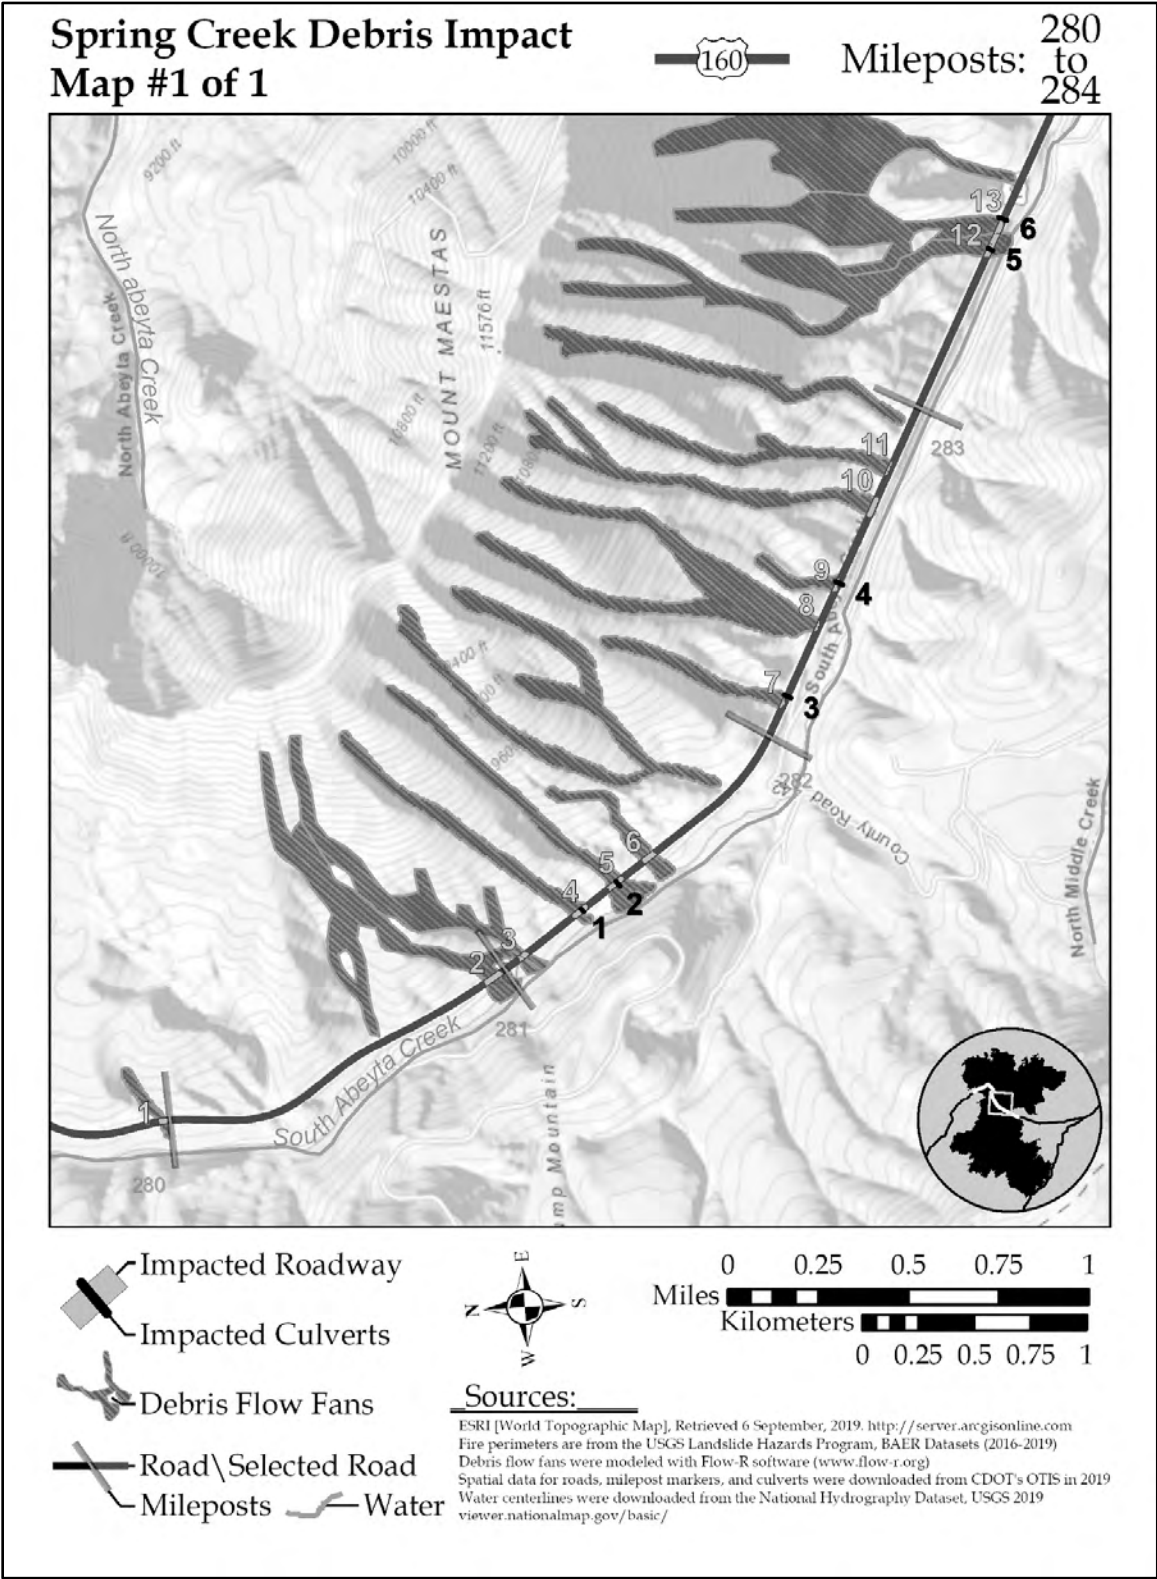 Spring Creek Debris Impact
Map #1 of 1
160
Mileposts:
280
to
284
9200 ft
10000 ft
10400 ft
North abeyta Creek
North Abeyta Creek
MOUNT MAESTAS
11576 ft
13
6
12
5
10800 ft
11200 ft
283
11
10
10000 ft
9
4
8
South Ab
7
3
282
County Road
North Middle Creek
6
5
2
4
1
3
2
281
South Abeyta Creek
1
280
mp Mountain
Impacted Roadway
Impacted Culverts
Debris Flow Fans
Road\Selected Road
Mileposts
Water
E
N
S
W
0 0.25 0.5 0.75 1
Miles
Kilometers
0 0.25 0.5 0.75 1
Sources:
ESRI [World Topographic Map], Retrieved 6 September, 2019. http://server.arcgisonline.com
Fire perimeters are from the USGS Landslide Hazards Program, BAER Datasets (2016-2019)
Debris flow fans were modeled with Flow-R software (www.flow-r.org)
Spatial data for roads, milepost markers, and culverts were downloaded from CDOT's OTIS in 2019
Water centerlines were downloaded from the National Hydrography Dataset, USGS 2019
viewer.nationalmap.gov/basic/